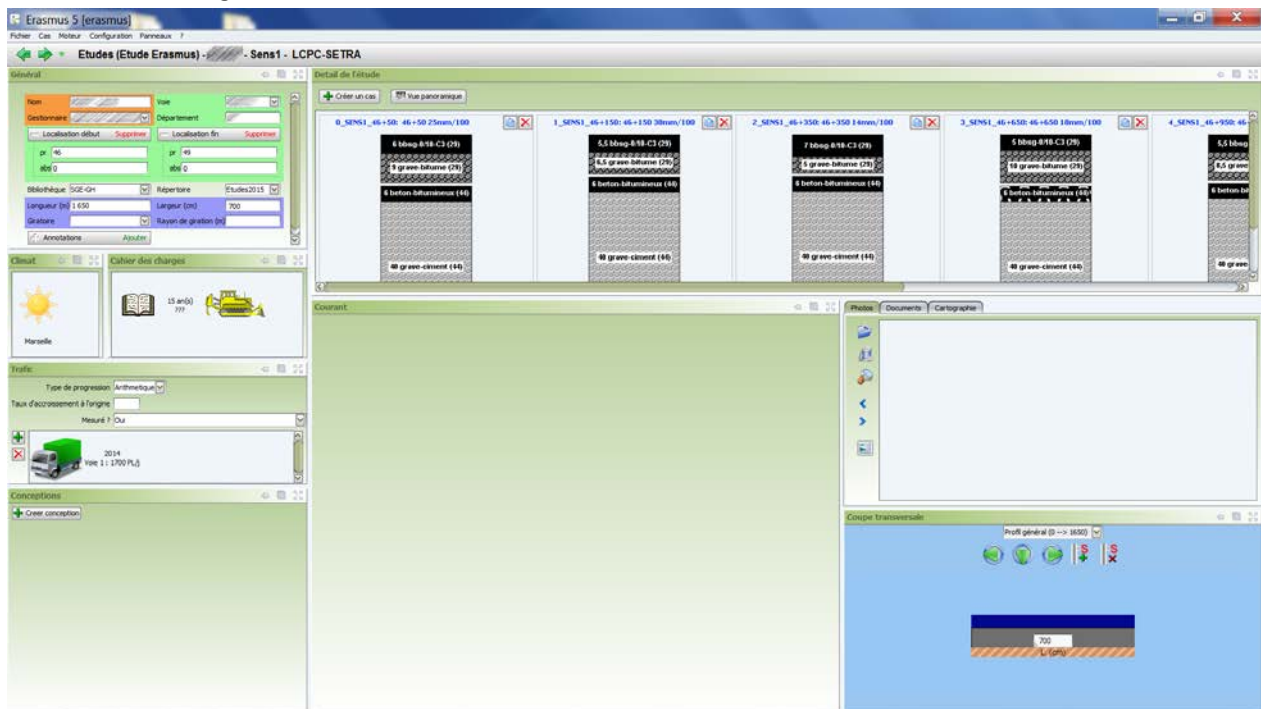 Erasmus 5 [erasmus]
Fichier Cas Moteur Configuration Panneaux ?
Etudes (Etude Erasmus) - - Sens1 - LCPC-SETRA
Général
Nom Voie
Gestionnaire Département
Localisation début Supprimer Localisation fin Supprimer
pr 46 pr 49
abs 0 abs 0
Bibliothèque SGE-GH Répertoire Etudes2015
Longueur (m) 1 650 Largeur (cm) 700
Giratoire Rayon de giration (m)
Annotations Ajouter
Climat
Marseille
Cahier des charges
15 an(s)
???
Trafic
Type de progression Arithmetique
Taux d'accroissement à l'origine
Mesuré ? Oui
2014
Voie 1 : 1700 PL/j
Conceptions
Creer conception
Detail de l'étude
Créer un cas Vue panoramique
0_SENS1_46+50: 46+50 25mm/100
6 bbsg-0/10-C3 (29)
9 grave-bitume (29)
6 beton-bitumineux (44)
40 grave-ciment (44)
1_SENS1_46+150: 46+150 30mm/100
5,5 bbsg-0/10-C3 (29)
6,5 grave-bitume (29)
6 beton-bitumineux (44)
40 grave-ciment (44)
2_SENS1_46+350: 46+350 14mm/100
7 bbsg-0/10-C3 (29)
5 grave-bitume (29)
6 beton-bitumineux (44)
40 grave-ciment (44)
3_SENS1_46+650: 46+650 10mm/100
5 bbsg-0/10-C3 (29)
10 grave-bitume (29)
6 beton-bitumineux (44)
40 grave-ciment (44)
4_SENS1_46+950: 46
5,5 bbsg
8,5 grave
6 beton-bi
40 grave
Courant
Photos Documents Cartographie
Coupe transversale
Profil général (0 --> 1650)
S S
700
L (cm)